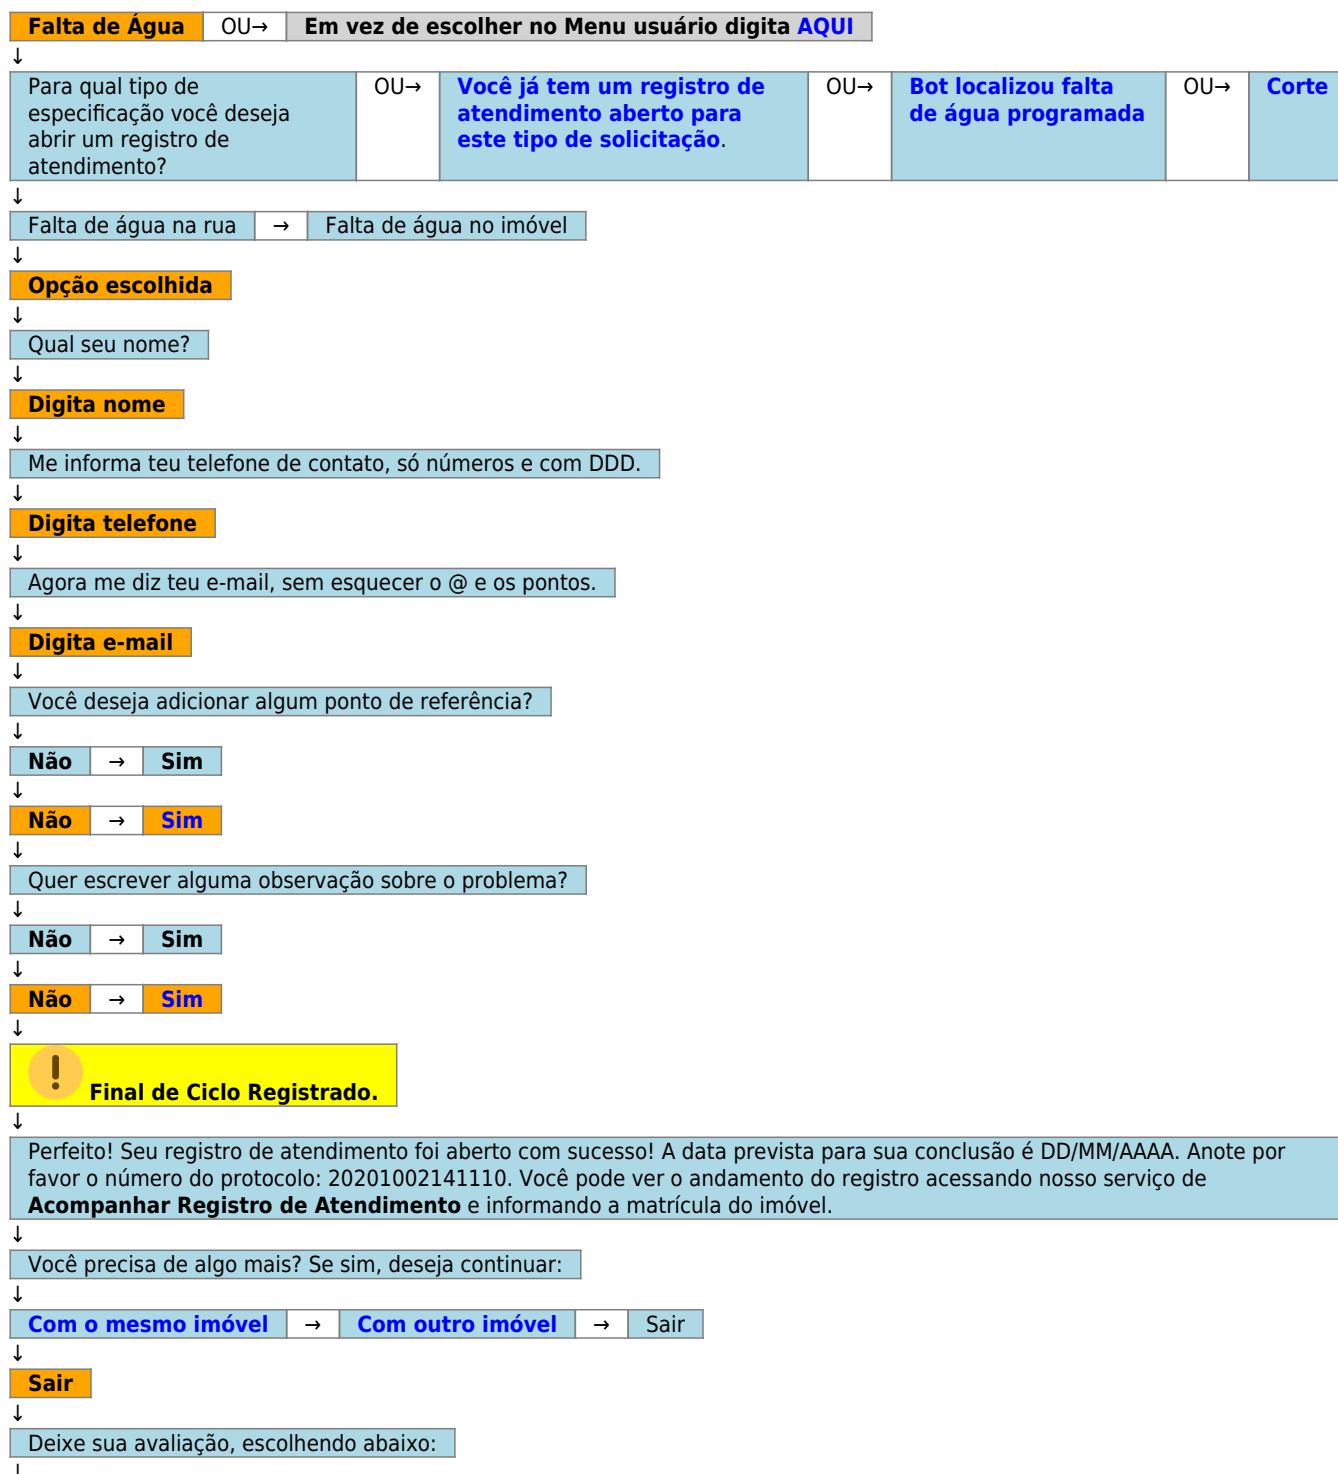 Falta de Água OU→ Em vez de escolher no Menu usuário digita AQUI
↓
Para qual tipo de
especificação você deseja
abrir um registro de
atendimento?
OU→
Você já tem um registro de
atendimento aberto para
este tipo de solicitação.
OU→
Bot localizou falta
de água programada
OU→
Corte
↓
Falta de água na rua → Falta de água no imóvel
↓
Opção escolhida
↓
Qual seu nome?
↓
Digita nome
↓
Me informa teu telefone de contato, só números e com DDD.
↓
Digita telefone
↓
Agora me diz teu e-mail, sem esquecer o @ e os pontos.
↓
Digita e-mail
↓
Você deseja adicionar algum ponto de referência?
↓
Não → Sim
↓
Não → Sim
↓
Quer escrever alguma observação sobre o problema?
↓
Não → Sim
↓
Não → Sim
↓
! Final de Ciclo Registrado.
↓
Perfeito! Seu registro de atendimento foi aberto com sucesso! A data prevista para sua conclusão é DD/MM/AAAA. Anote por
favor o número do protocolo: 20201002141110. Você pode ver o andamento do registro acessando nosso serviço de
Acompanhar Registro de Atendimento e informando a matrícula do imóvel.
↓
Você precisa de algo mais? Se sim, deseja continuar:
↓
Com o mesmo imóvel → Com outro imóvel → Sair
↓
Sair
↓
Deixe sua avaliação, escolhendo abaixo:
↓